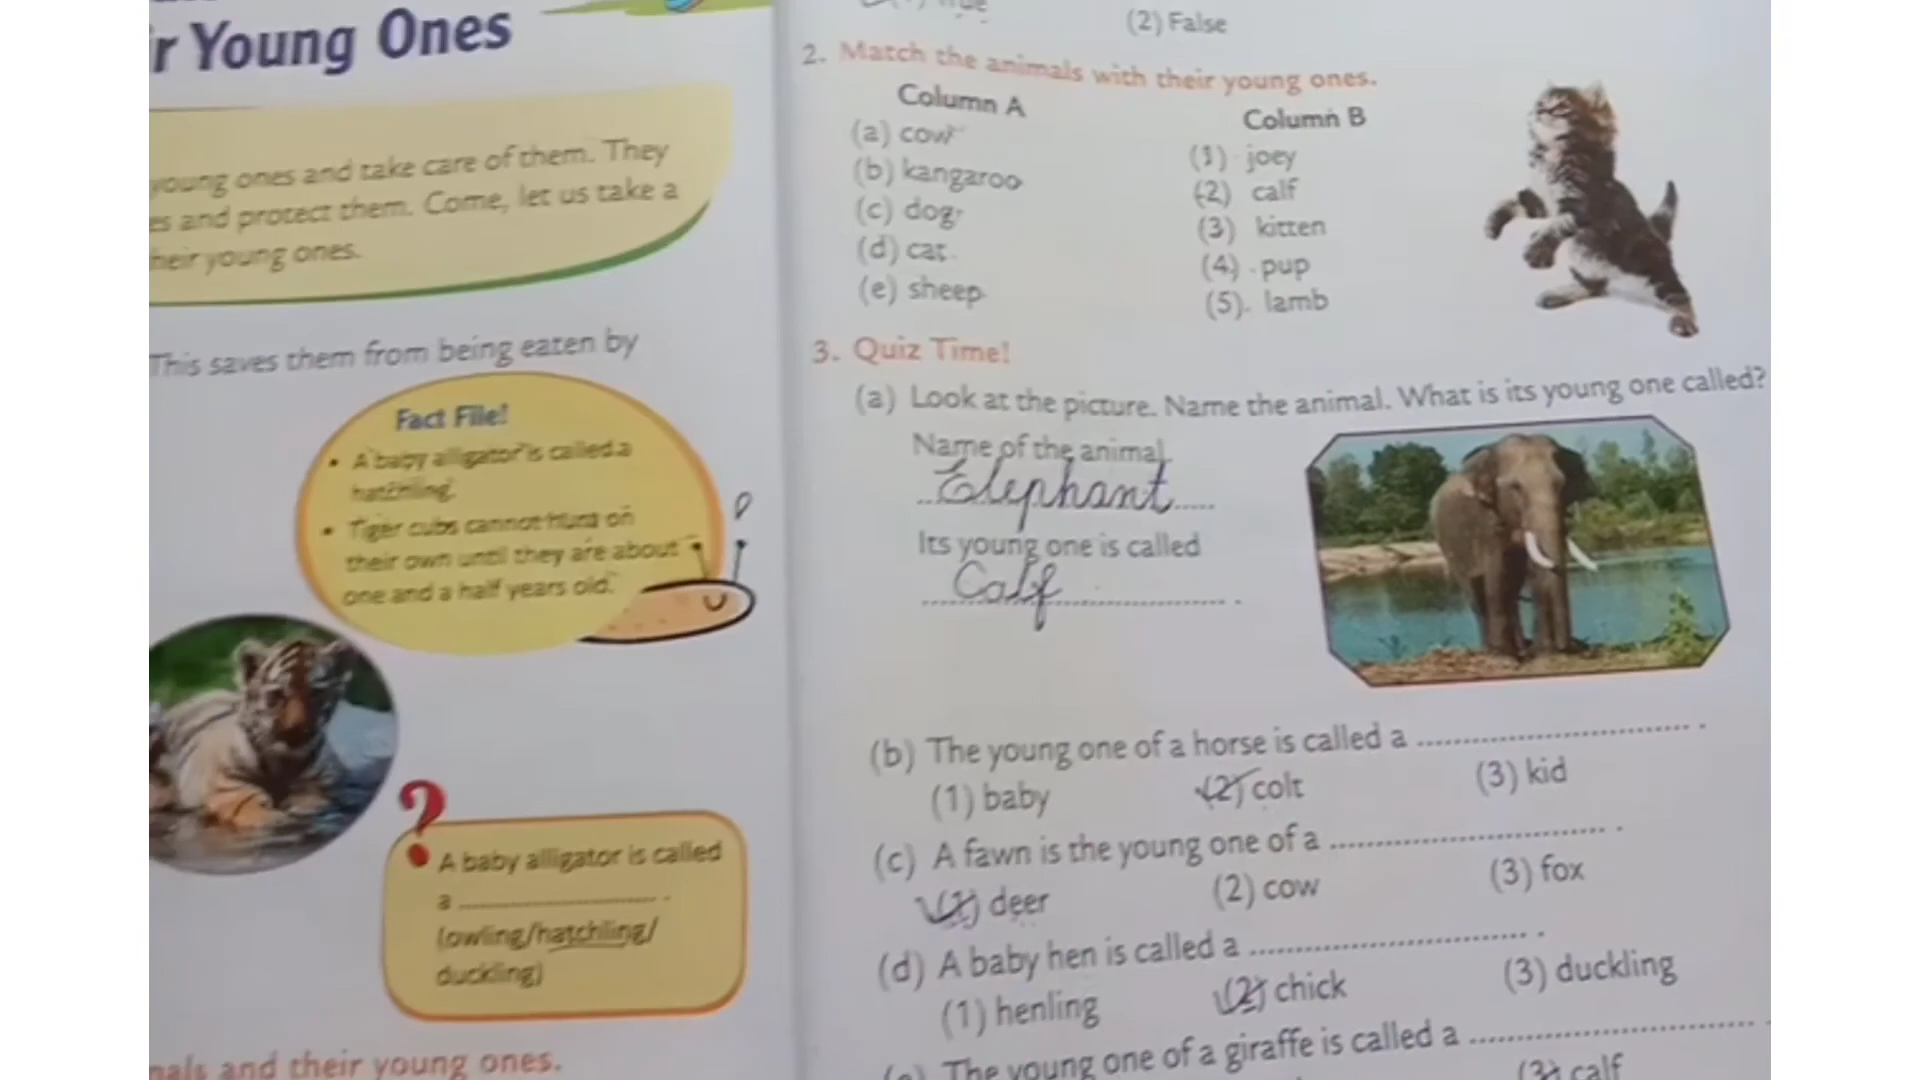 r Young Ones
young ones and take care of them. They
es and protect them. Come, let us take a
heir young ones.
This saves them from being eaten by
Fact File!
• A baby alligator is called a
hatchling.
• Tiger cubs cannot hunt on
their own until they are about
one and a half years old.
?
A baby alligator is called
a .
(owling/hatchling/
duckling)
nals and their young ones.
(2) False
2. Match the animals with their young ones.
Column A
Column B
(a) cow
(1) joey
(b) kangaroo
(2) calf
(c) dog
(3) kitten
(d) cat
(4) pup
(e) sheep
(5) lamb
3. Quiz Time!
(a) Look at the picture. Name the animal. What is its young one called?
Name of the animal
Elephant
Its young one is called
Calf
(b) The young one of a horse is called a .
(1) baby (2) colt (3) kid
(c) A fawn is the young one of a .
(1) deer (2) cow (3) fox
(d) A baby hen is called a .
(1) henling (2) chick (3) duckling
The young one of a giraffe is called a
calf